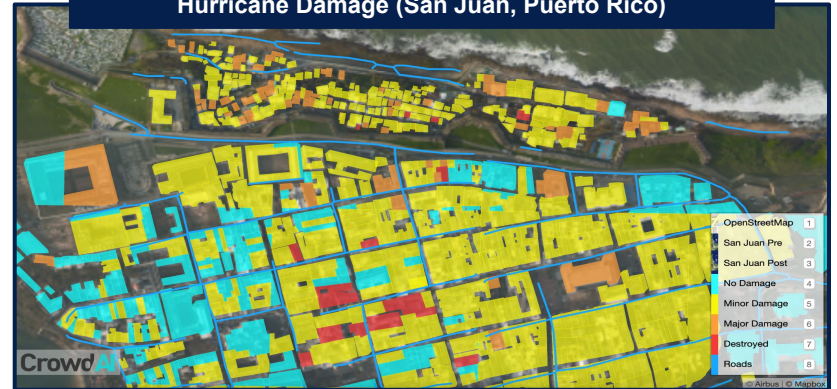 Hurricane Damage (San Juan, Puerto Rico)
OpenStreetMap 1
San Juan Pre 2
San Juan Post 3
No Damage 4
Minor Damage 5
Major Damage 6
Destroyed 7
Roads 8
CrowdAI
© Airbus | © Mapbox